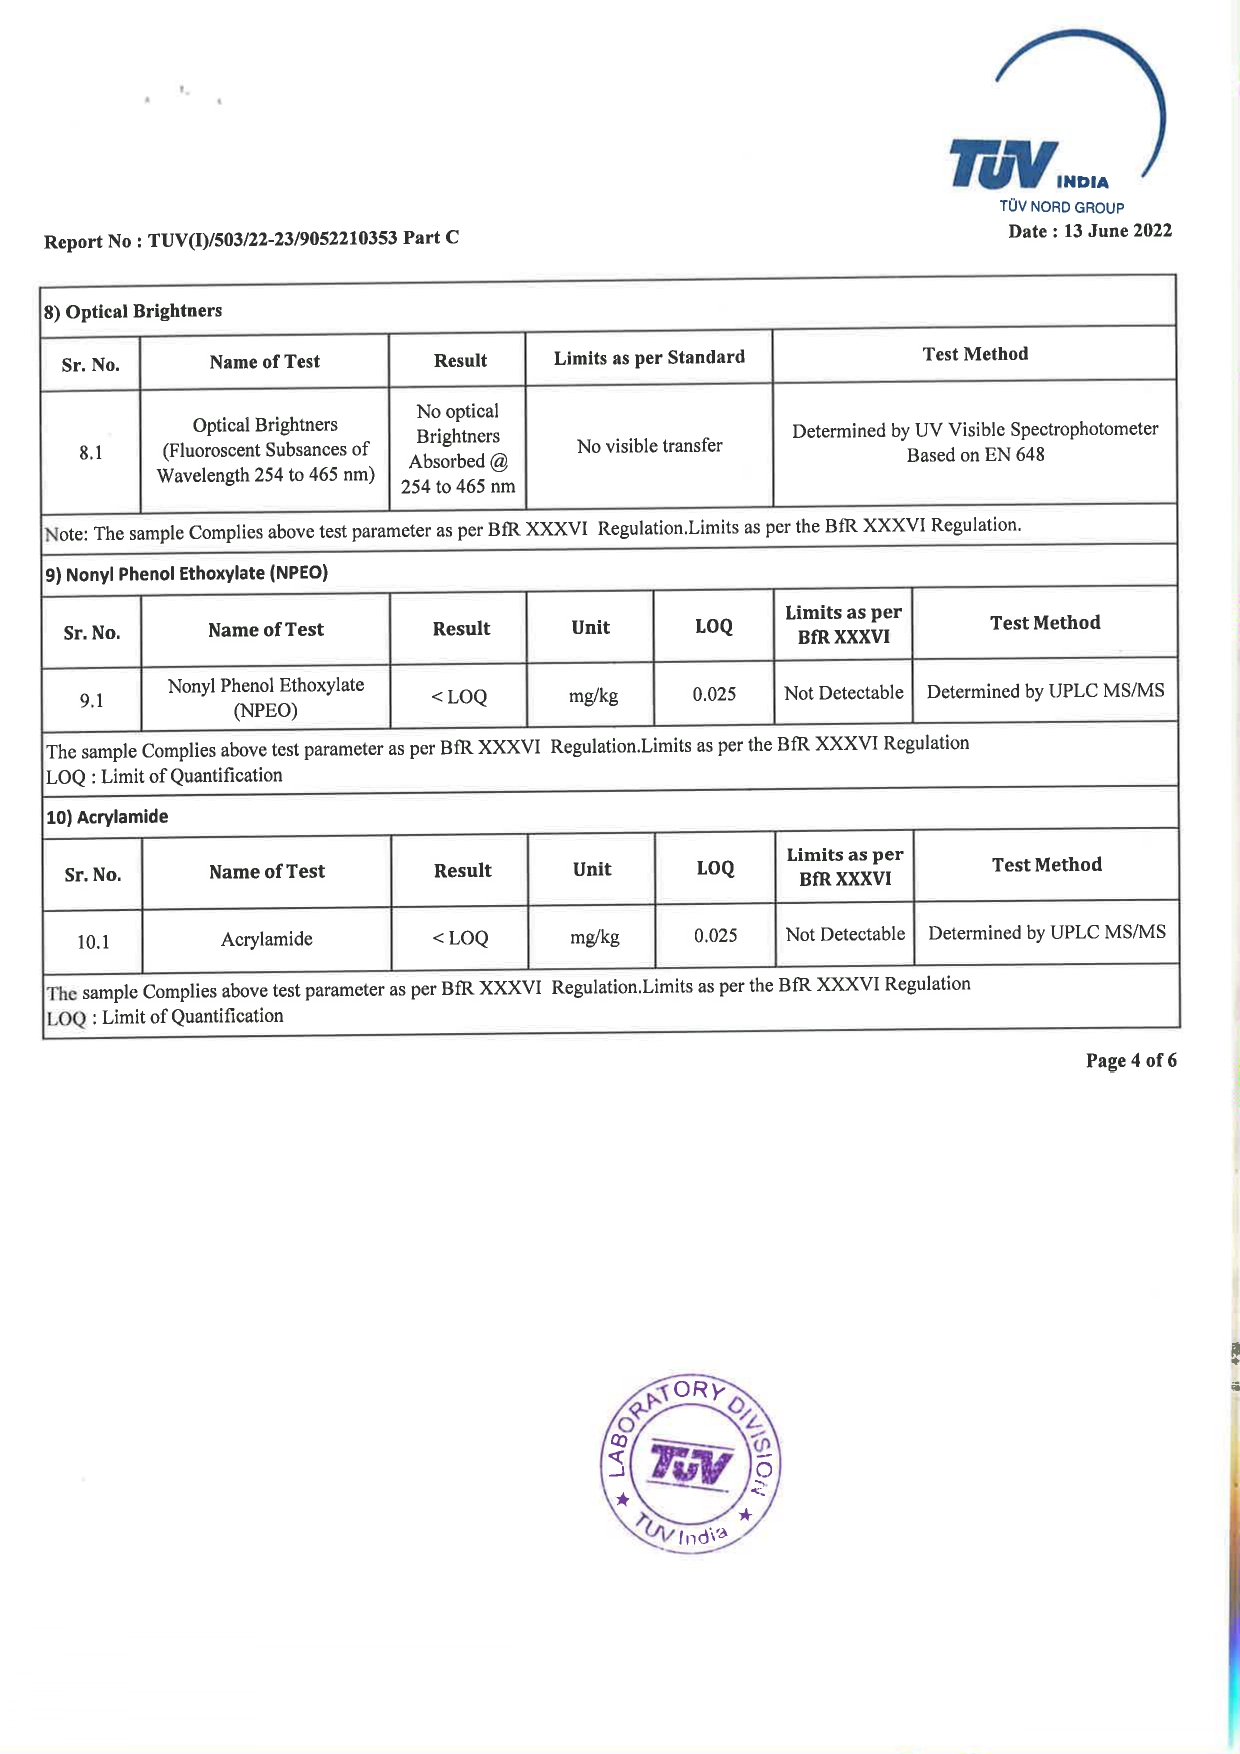 TÜV INDIA
TÜV NORD GROUP
Report No : TUV(I)/503/22-23/9052210353 Part C
Date : 13 June 2022
8) Optical Brightners
Sr. No. Name of Test Result Limits as per Standard Test Method
8.1
Optical Brightners
(Fluoroscent Subsances of
Wavelength 254 to 465 nm)
No optical
Brightners
Absorbed @
254 to 465 nm
No visible transfer
Determined by UV Visible Spectrophotometer
Based on EN 648
Note: The sample Complies above test parameter as per BfR XXXVI Regulation.Limits as per the BfR XXXVI Regulation.
9) Nonyl Phenol Ethoxylate (NPEO)
Sr. No. Name of Test Result Unit LOQ
Limits as per
BfR XXXVI
Test Method
9.1
Nonyl Phenol Ethoxylate
(NPEO)
< LOQ mg/kg 0.025 Not Detectable Determined by UPLC MS/MS
The sample Complies above test parameter as per BfR XXXVI Regulation.Limits as per the BfR XXXVI Regulation
LOQ : Limit of Quantification
10) Acrylamide
Sr. No. Name of Test Result Unit LOQ
Limits as per
BfR XXXVI
Test Method
10.1 Acrylamide < LOQ mg/kg 0.025 Not Detectable Determined by UPLC MS/MS
The sample Complies above test parameter as per BfR XXXVI Regulation.Limits as per the BfR XXXVI Regulation
LOQ : Limit of Quantification
Page 4 of 6
LABORATORY DIVISION
TÜV
★ TUV India ★